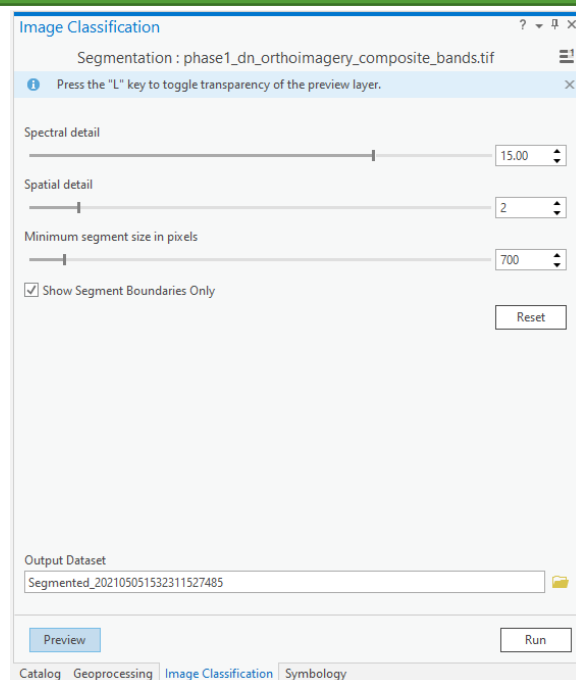 Image Classification
Segmentation : phase1_dn_orthoimagery_composite_bands.tif
Press the "L" key to toggle transparency of the preview layer.
Spectral detail
15.00
Spatial detail
2
Minimum segment size in pixels
700
Show Segment Boundaries Only
Reset
Output Dataset
Segmented_202105051532311527485
Preview Run
Catalog Geoprocessing Image Classification Symbology